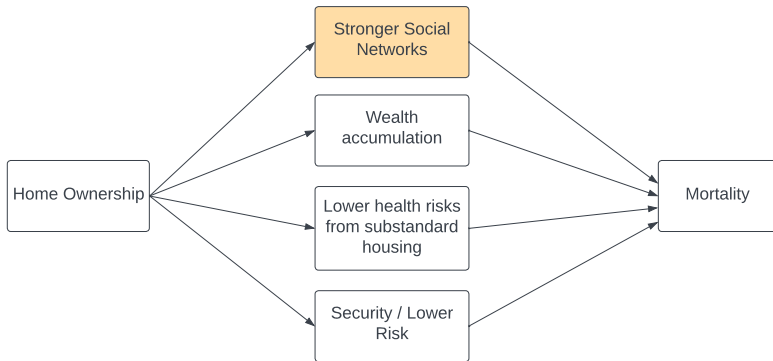 Stronger Social
Networks
Wealth
accumulation
Home Ownership
Lower health risks
from substandard
housing
Mortality
Security / Lower
Risk